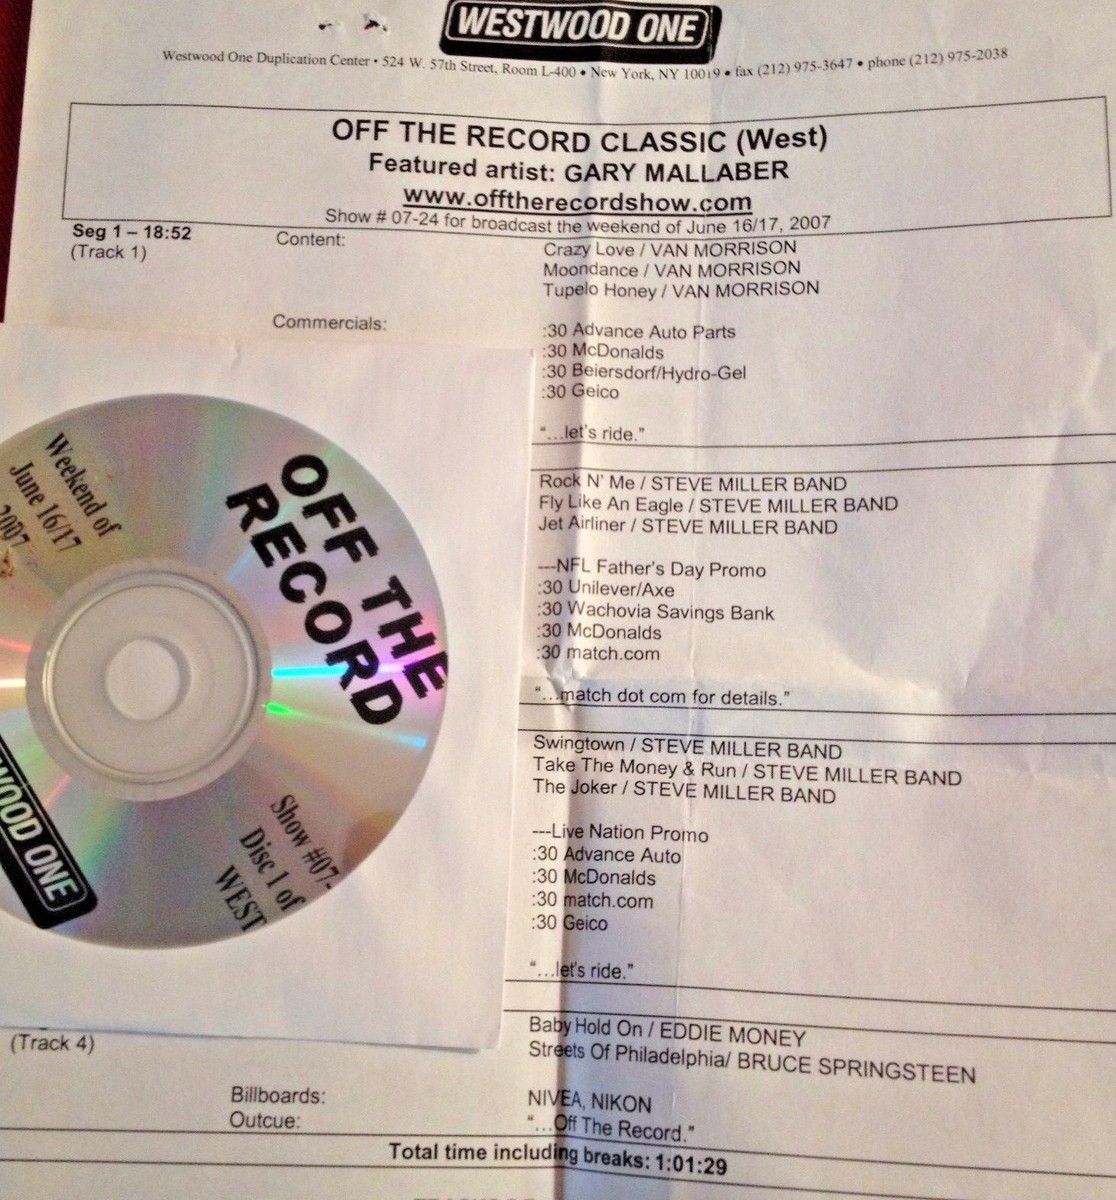 WESTWOOD ONE
Westwood One Duplication Center • 524 W. 57th Street, Room L-400 • New York, NY 10019 • fax (212) 975-3647 • phone (212) 975-2038
OFF THE RECORD CLASSIC (West)
Featured artist: GARY MALLABER
www.offtherecordshow.com
Show # 07-24 for broadcast the weekend of June 16/17, 2007
Seg 1 – 18:52
(Track 1)
Content:
Crazy Love / VAN MORRISON
Moondance / VAN MORRISON
Tupelo Honey / VAN MORRISON
Commercials:
:30 Advance Auto Parts
:30 McDonalds
:30 Beiersdorf/Hydro-Gel
:30 Geico
“...let's ride.”
Rock N' Me / STEVE MILLER BAND
Fly Like An Eagle / STEVE MILLER BAND
Jet Airliner / STEVE MILLER BAND
---NFL Father's Day Promo
:30 Unilever/Axe
:30 Wachovia Savings Bank
:30 McDonalds
:30 match.com
“...match dot com for details.”
Swingtown / STEVE MILLER BAND
Take The Money & Run / STEVE MILLER BAND
The Joker / STEVE MILLER BAND
---Live Nation Promo
:30 Advance Auto
:30 McDonalds
:30 match.com
:30 Geico
“...let's ride.”
(Track 4)
Baby Hold On / EDDIE MONEY
Streets Of Philadelphia/ BRUCE SPRINGSTEEN
Billboards:
NIVEA, NIKON
Outcue:
“...Off The Record.”
Total time including breaks: 1:01:29
OFF THE
RECORD
Weekend of
June 16/17
2007
Show #07-
Disc 1 of
WEST
WOOD ONE